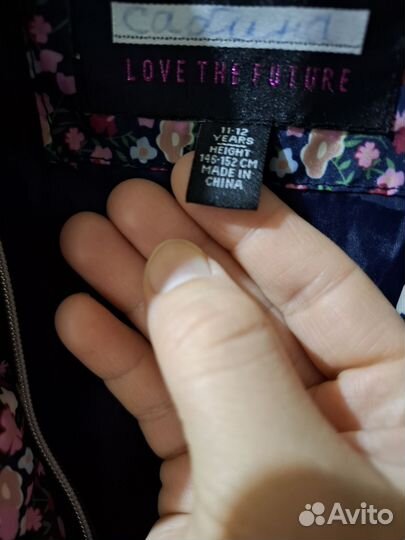 LOVE THE FUTURE
11-12
YEARS
HEIGHT
146-152 CM
MADE IN
CHINA
Avito